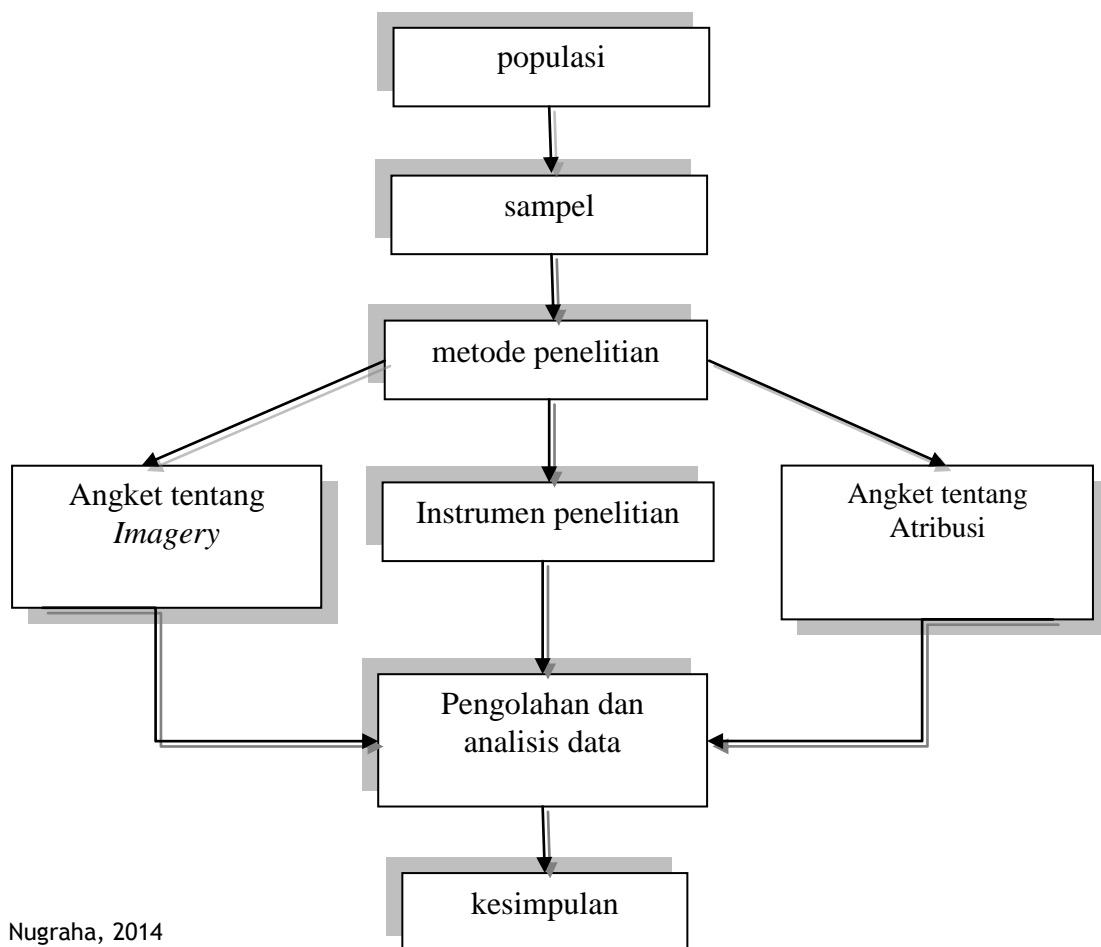 populasi
sampel
metode penelitian
Angket tentang
Imagery
Instrumen penelitian
Angket tentang
Atribusi
Pengolahan dan
analisis data
kesimpulan
Nugraha, 2014